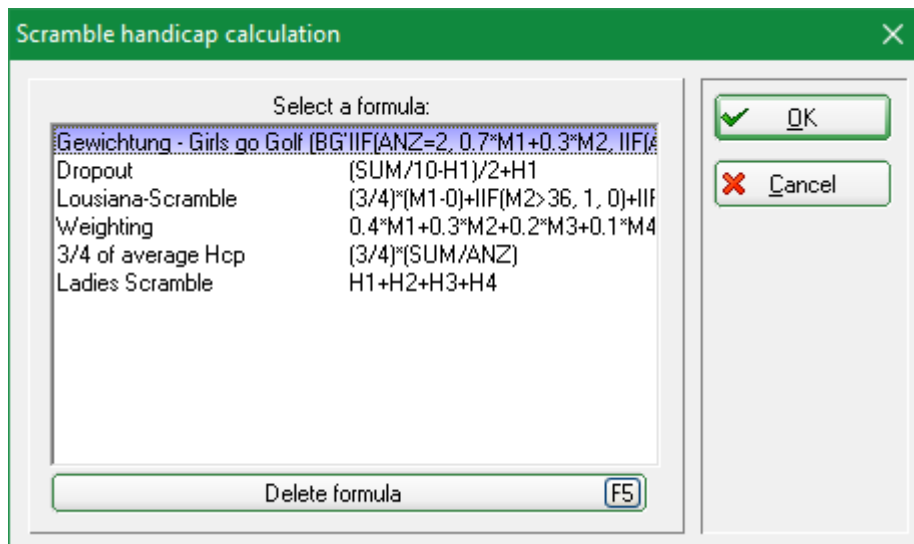 Scramble handicap calculation
Select a formula:
Gewichtung - Girls go Golf (BG'IIF(ANZ=2, 0.7*M1+0.3*M2, IIF(A
Dropout (SUM/10-H1)/2+H1
Lousiana-Scramble (3/4)*(M1-0)+IIF(M2>36, 1, 0)+IIF
Weighting 0.4*M1+0.3*M2+0.2*M3+0.1*M4
3/4 of average Hcp (3/4)*(SUM/ANZ)
Ladies Scramble H1+H2+H3+H4
Delete formula F5
OK
Cancel